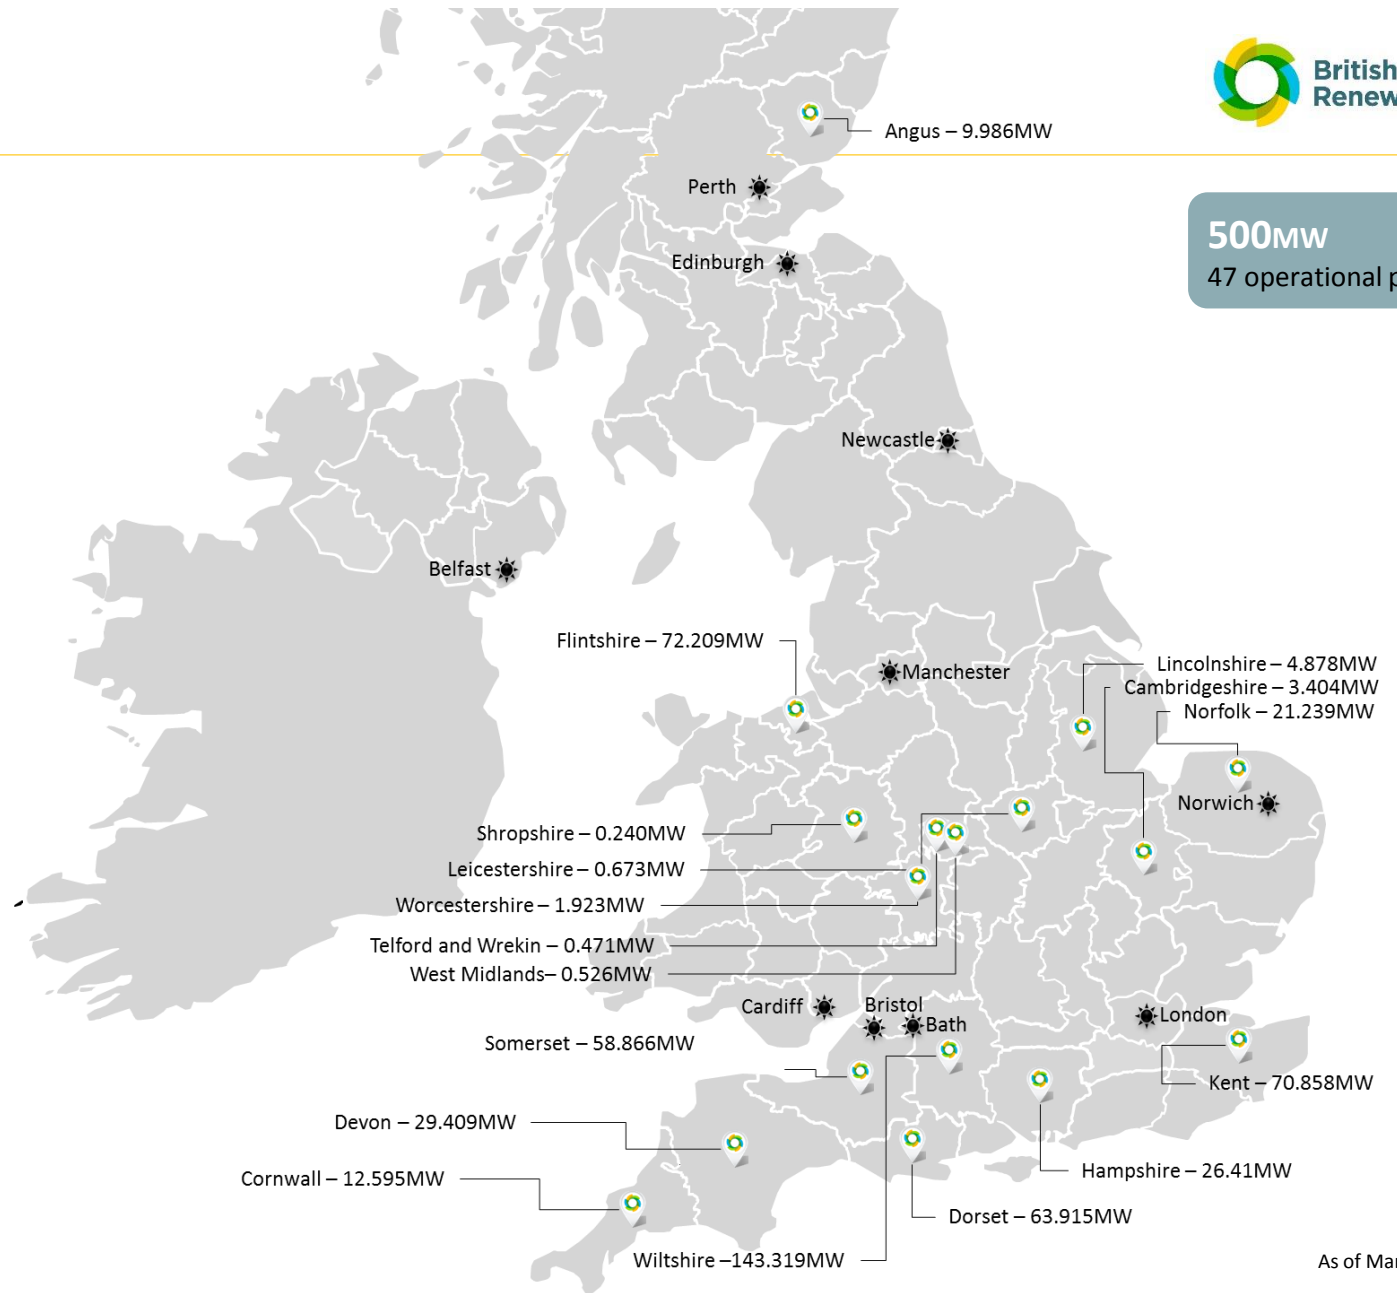 British
Renew
Angus – 9.986MW
Perth
500MW
47 operational p
Edinburgh
Newcastle
Belfast
Flintshire – 72.209MW
Manchester
Lincolnshire – 4.878MW
Cambridgeshire – 3.404MW
Norfolk – 21.239MW
Norwich
Shropshire – 0.240MW
Leicestershire – 0.673MW
Worcestershire – 1.923MW
Telford and Wrekin – 0.471MW
West Midlands– 0.526MW
Cardiff
Bristol
Bath
London
Somerset – 58.866MW
Kent – 70.858MW
Devon – 29.409MW
Hampshire – 26.41MW
Cornwall – 12.595MW
Dorset – 63.915MW
Wiltshire –143.319MW
As of Mar